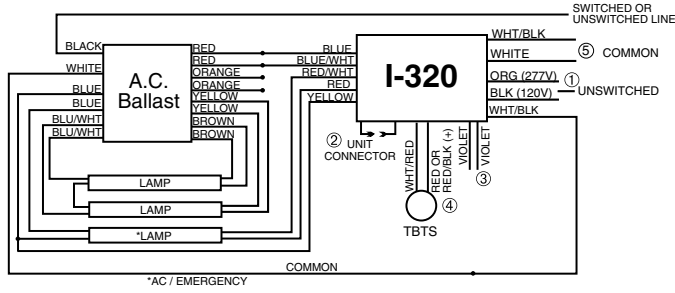 SWITCHED OR
UNSWITCHED LINE
BLACK
RED
BLUE
WHT/BLK
RED
BLUE/WHT
WHITE
⑤ COMMON
WHITE
A.C.
Ballast
ORANGE
RED/WHT
I-320
ORG (277V)
①
ORANGE
RED
UNSWITCHED
BLUE
YELLOW
YELLOW
BLK (120V)
BLUE
YELLOW
WHT/BLK
BLU/WHT
BROWN
BLU/WHT
BROWN
② UNIT
CONNECTOR
WHT/RED
RED OR
RED/BLK (+)
VIOLET
VIOLET
③
LAMP
④
LAMP
TBTS
*LAMP
COMMON
*AC / EMERGENCY